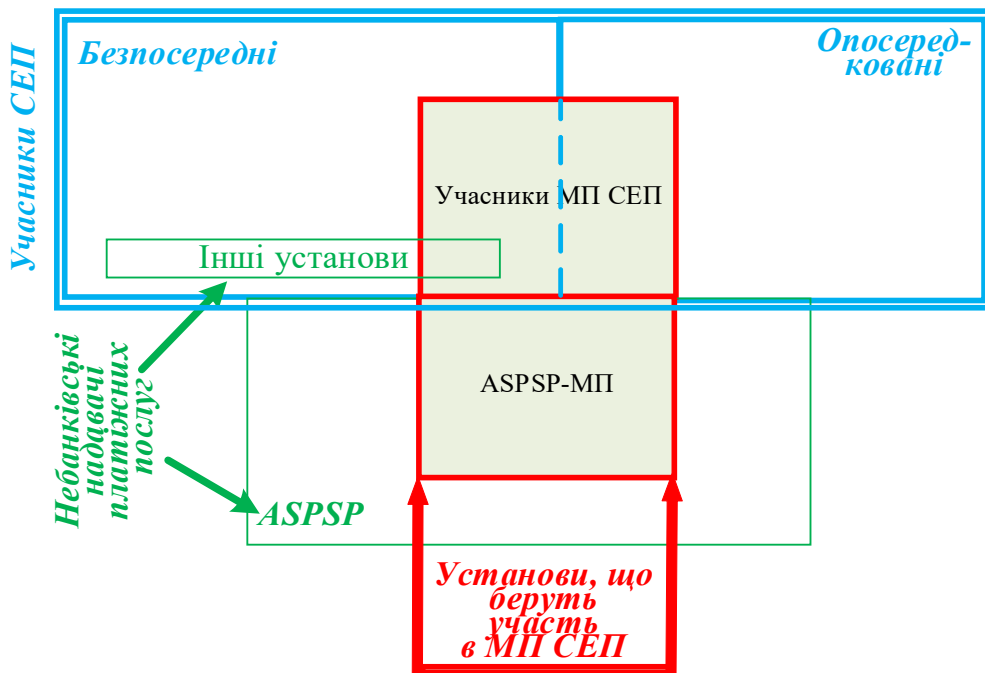 Учасники СЕП
Безпосередні
Опосеред-
ковані
Учасники МП СЕП
Інші установи
ASPSP-МП
Небанківські
надавачі
платіжних
послуг
ASPSP
Установи, що
беруть
участь
в МП СЕП